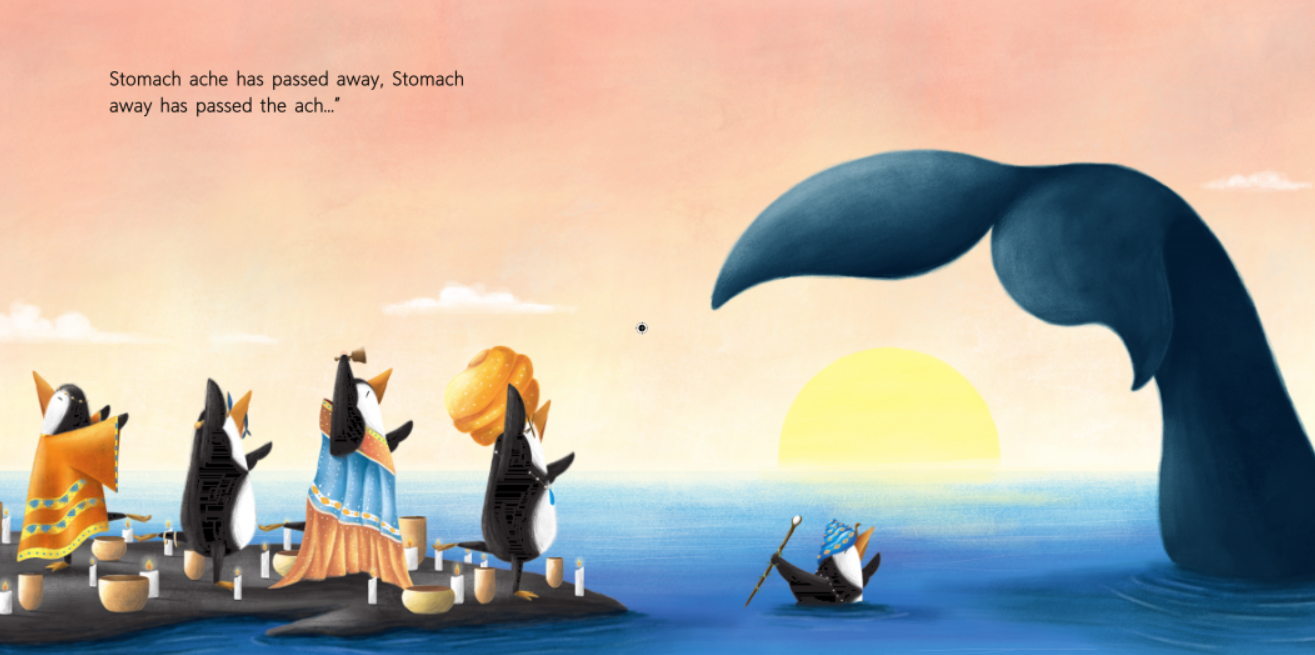 Stomach ache has passed away, Stomach
away has passed the ach..."